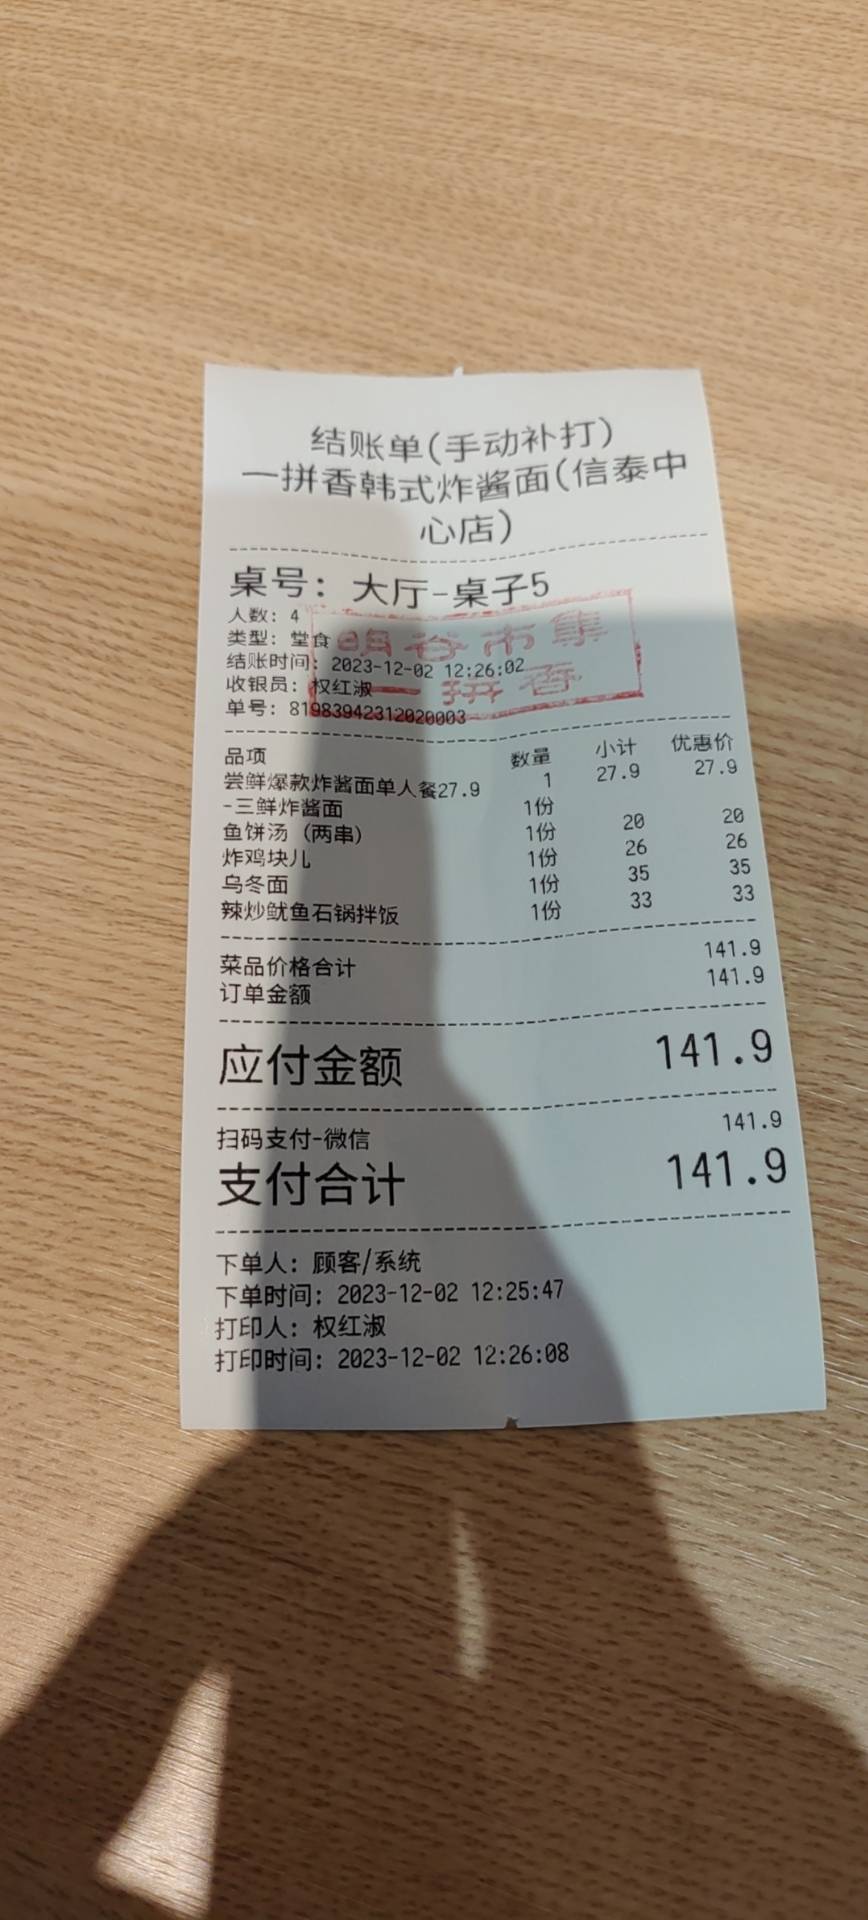 结账单(手动补打)
一拼香韩式炸酱面(信泰中
心店)
桌号: 大厅-桌子5
人数: 4
类型: 堂食
明谷市集
结账时间: 2023-12-02 12:26:02
一拼香
收银员: 权红淑
单号: 81983942312020003
品项 数量 小计 优惠价
尝鲜爆款炸酱面单人餐27.9 1 27.9 27.9
-三鲜炸酱面 1份
鱼饼汤 (两串) 1份 20 20
炸鸡块儿 1份 26 26
乌冬面 1份 35 35
辣炒鱿鱼石锅拌饭 1份 33 33
菜品价格合计 141.9
订单金额 141.9
应付金额 141.9
扫码支付-微信 141.9
支付合计 141.9
下单人: 顾客/系统
下单时间: 2023-12-02 12:25:47
打印人: 权红淑
打印时间: 2023-12-02 12:26:08